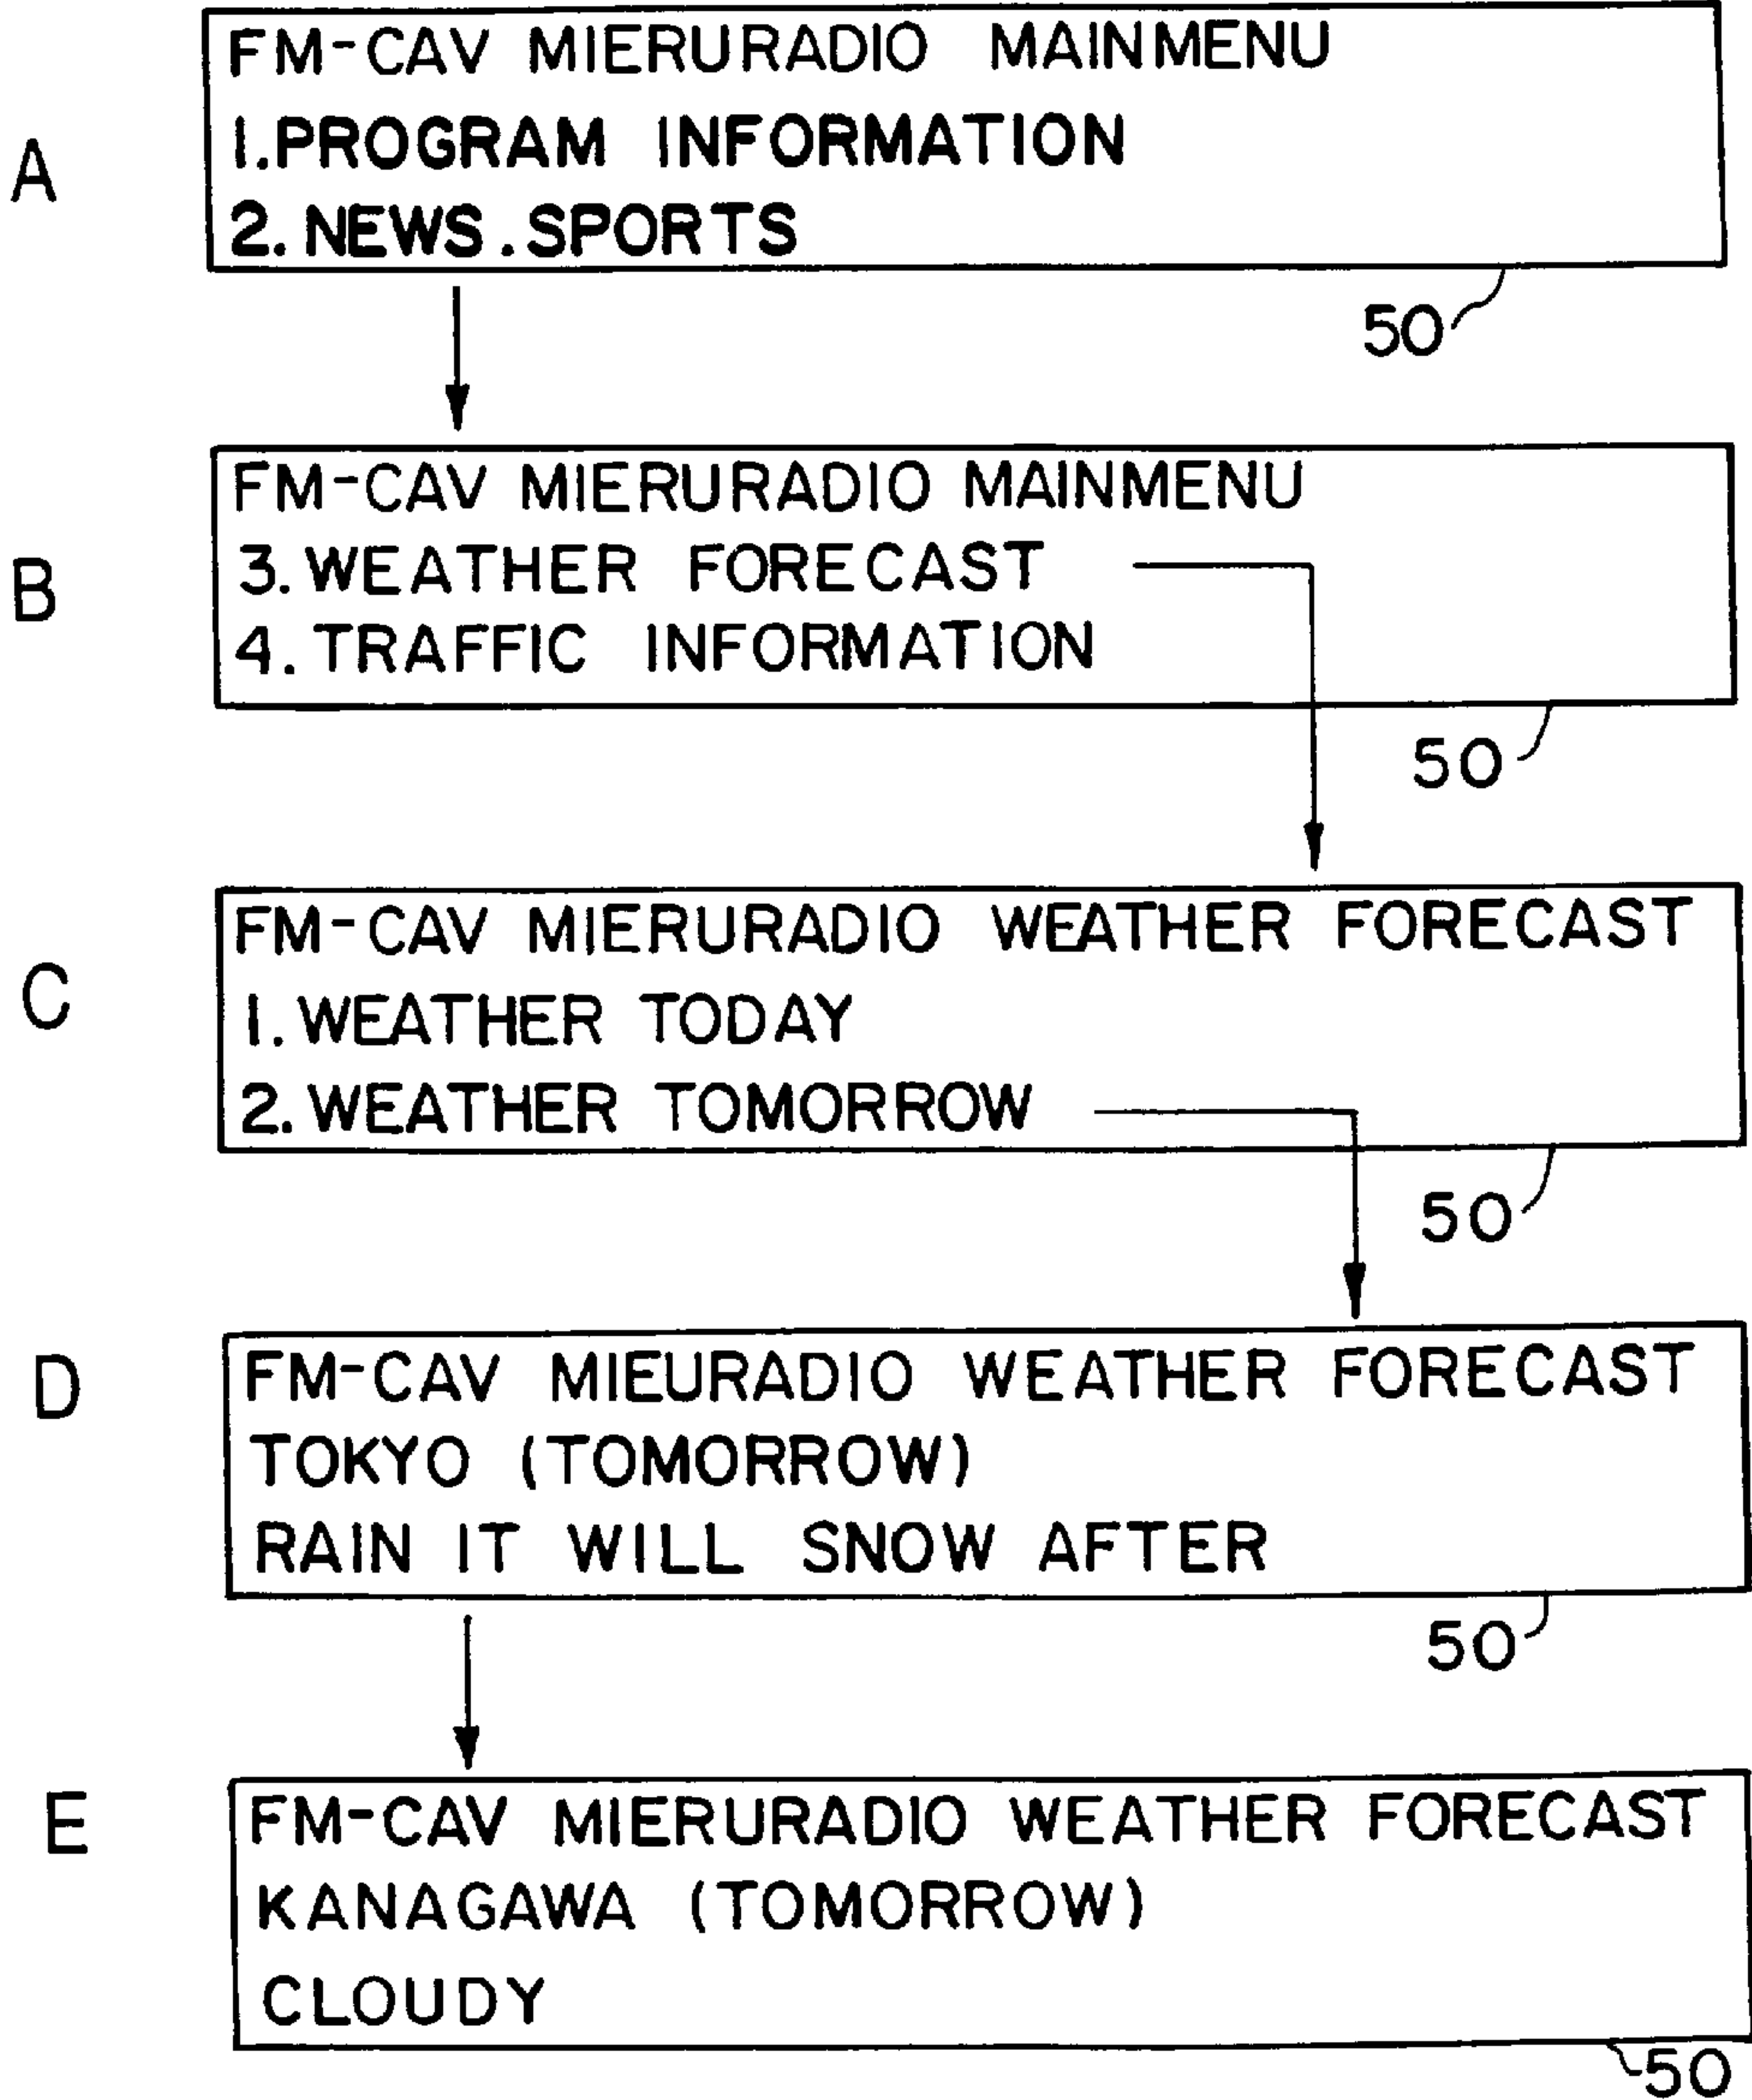 FM-CAV MIERURADIO MAINMENU
A
1.PROGRAM INFORMATION
2. NEWS.SPORTS
50
FM-CAV MIERURADIO MAINMENU
B
3. WEATHER FORECAST
4. TRAFFIC INFORMATION
50
FM-CAV MIERURADIO WEATHER FORECAST
C
1. WEATHER TODAY
2. WEATHER TOMORROW
50
D
FM-CAV MIEURADIO WEATHER FORECAST
TOKYO (TOMORROW)
RAIN IT WILL SNOW AFTER
50
E
FM-CAV MIERURADIO WEATHER FORECAST
KANAGAWA (TOMORROW)
CLOUDY
50